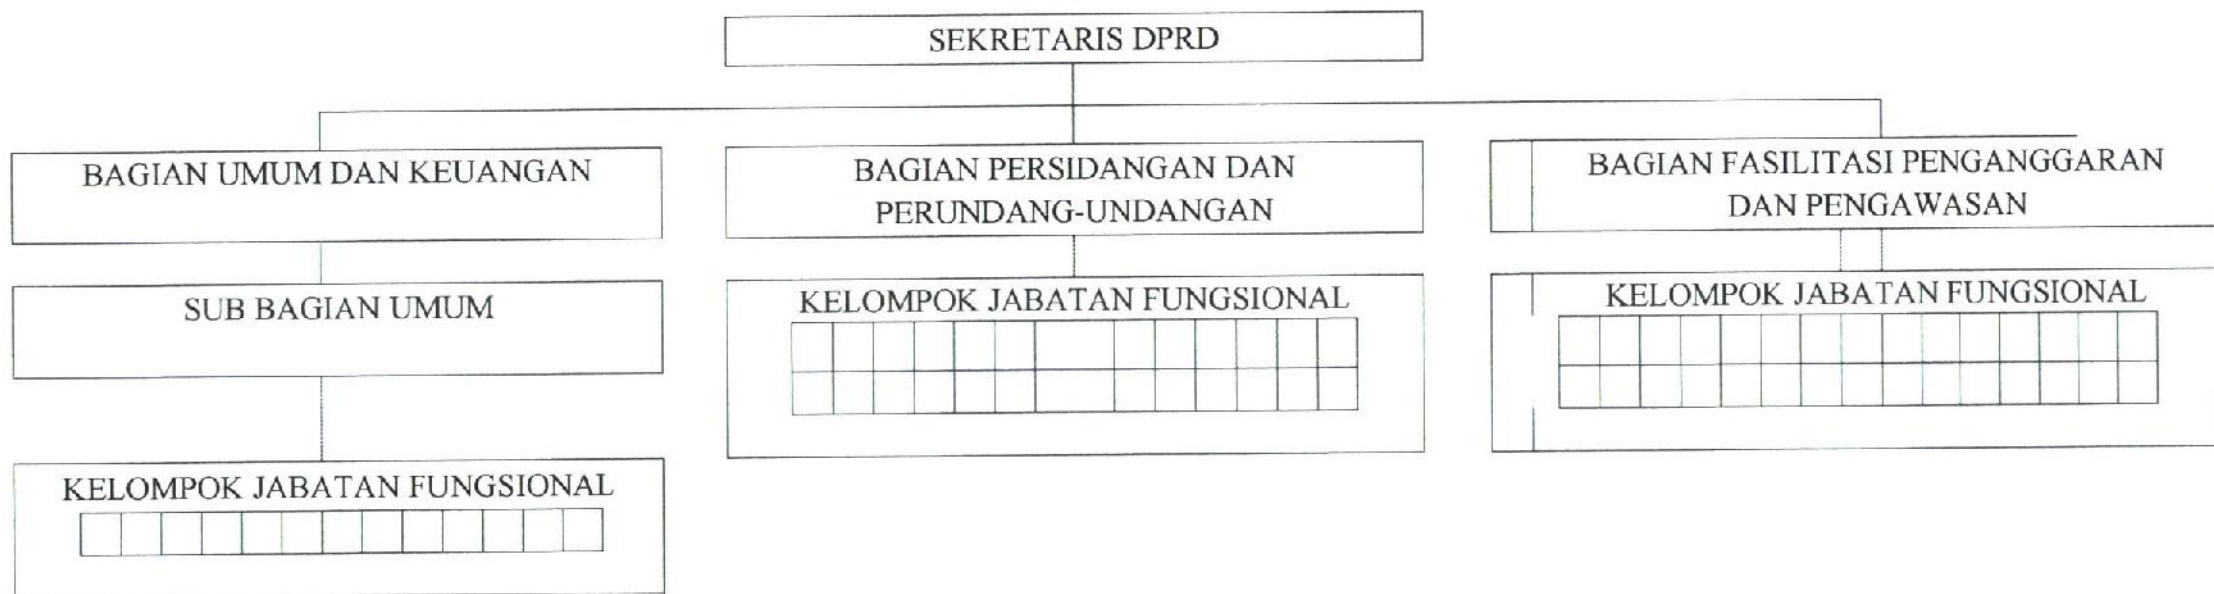 SEKRETARIS DPRD
BAGIAN UMUM DAN KEUANGAN
BAGIAN PERSIDANGAN DAN
PERUNDANG-UNDANGAN
BAGIAN FASILITASI PENGANGGARAN
DAN PENGAWASAN
SUB BAGIAN UMUM
KELOMPOK JABATAN FUNGSIONAL
KELOMPOK JABATAN FUNGSIONAL
KELOMPOK JABATAN FUNGSIONAL